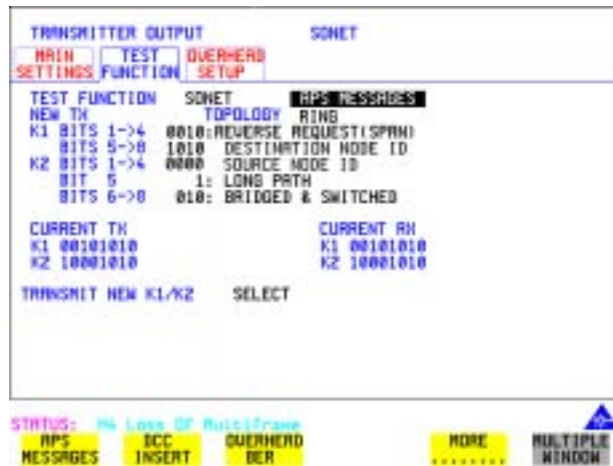 TRANSMITTER OUTPUT SONET
MAIN SETTINGS TEST FUNCTION OVERHEAD SETUP
TEST FUNCTION SONET APS MESSAGES
NEW TX TOPOLOGY RING
K1 BITS 1->4 0010:REVERSE REQUEST(SPAN)
BITS 5->8 1010 DESTINATION NODE ID
K2 BITS 1->4 0000 SOURCE NODE ID
BIT 5 1: LONG PATH
BITS 6->8 010: BRIDGED & SWITCHED
CURRENT TX CURRENT RX
K1 00101010 K1 00101010
K2 10001010 K2 10001010
TRANSMIT NEW K1/K2 SELECT
STATUS: Loss OF Multiframe
APS MESSAGES DCC INSERT OVERHEAD BER MORE ........ MULTIPLE WINDOW